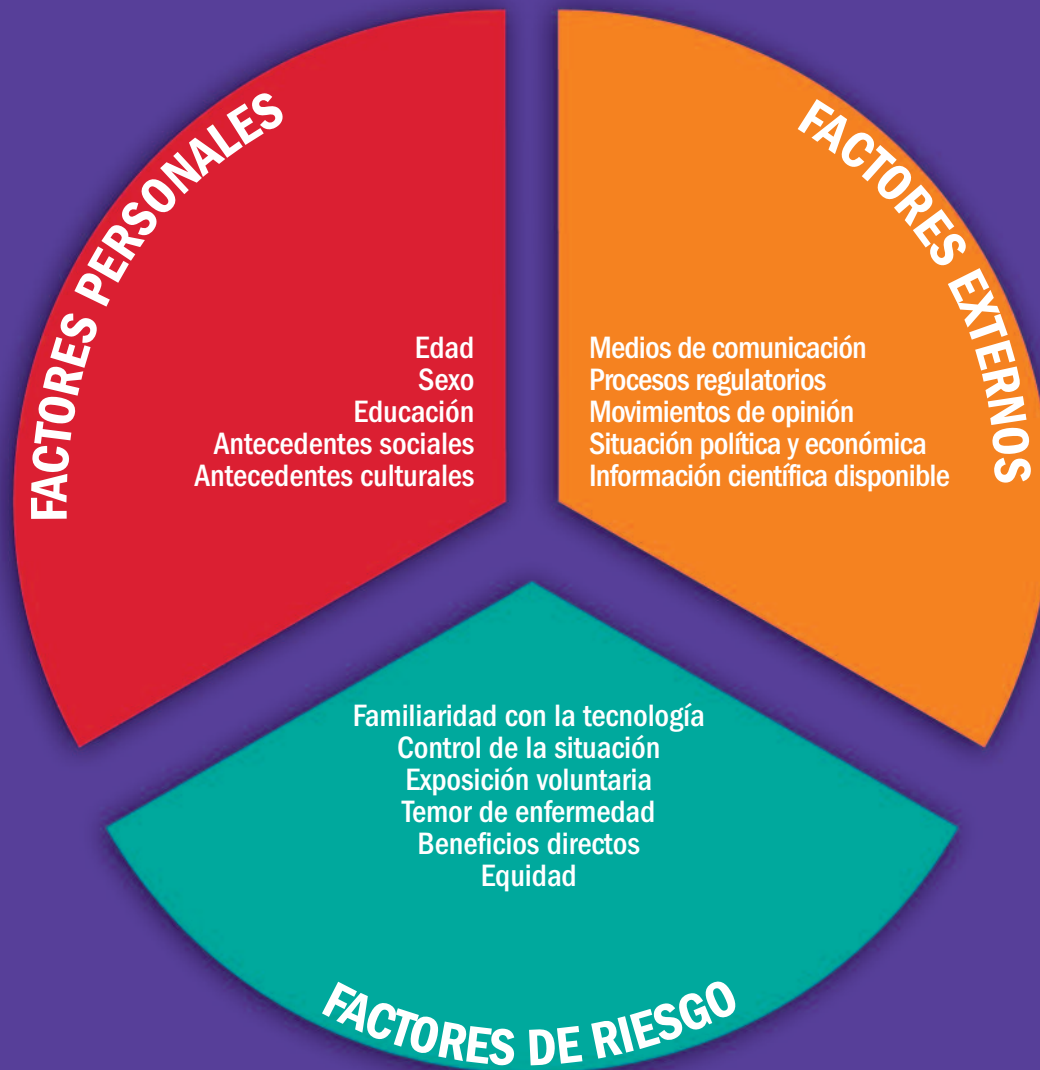 FACTORES PERSONALES
Edad
Sexo
Educación
Antecedentes sociales
Antecedentes culturales
FACTORES EXTERNOS
Medios de comunicación
Procesos regulatorios
Movimientos de opinión
Situación política y económica
Información científica disponible
Familiaridad con la tecnología
Control de la situación
Exposición voluntaria
Temor de enfermedad
Beneficios directos
Equidad
FACTORES DE RIESGO